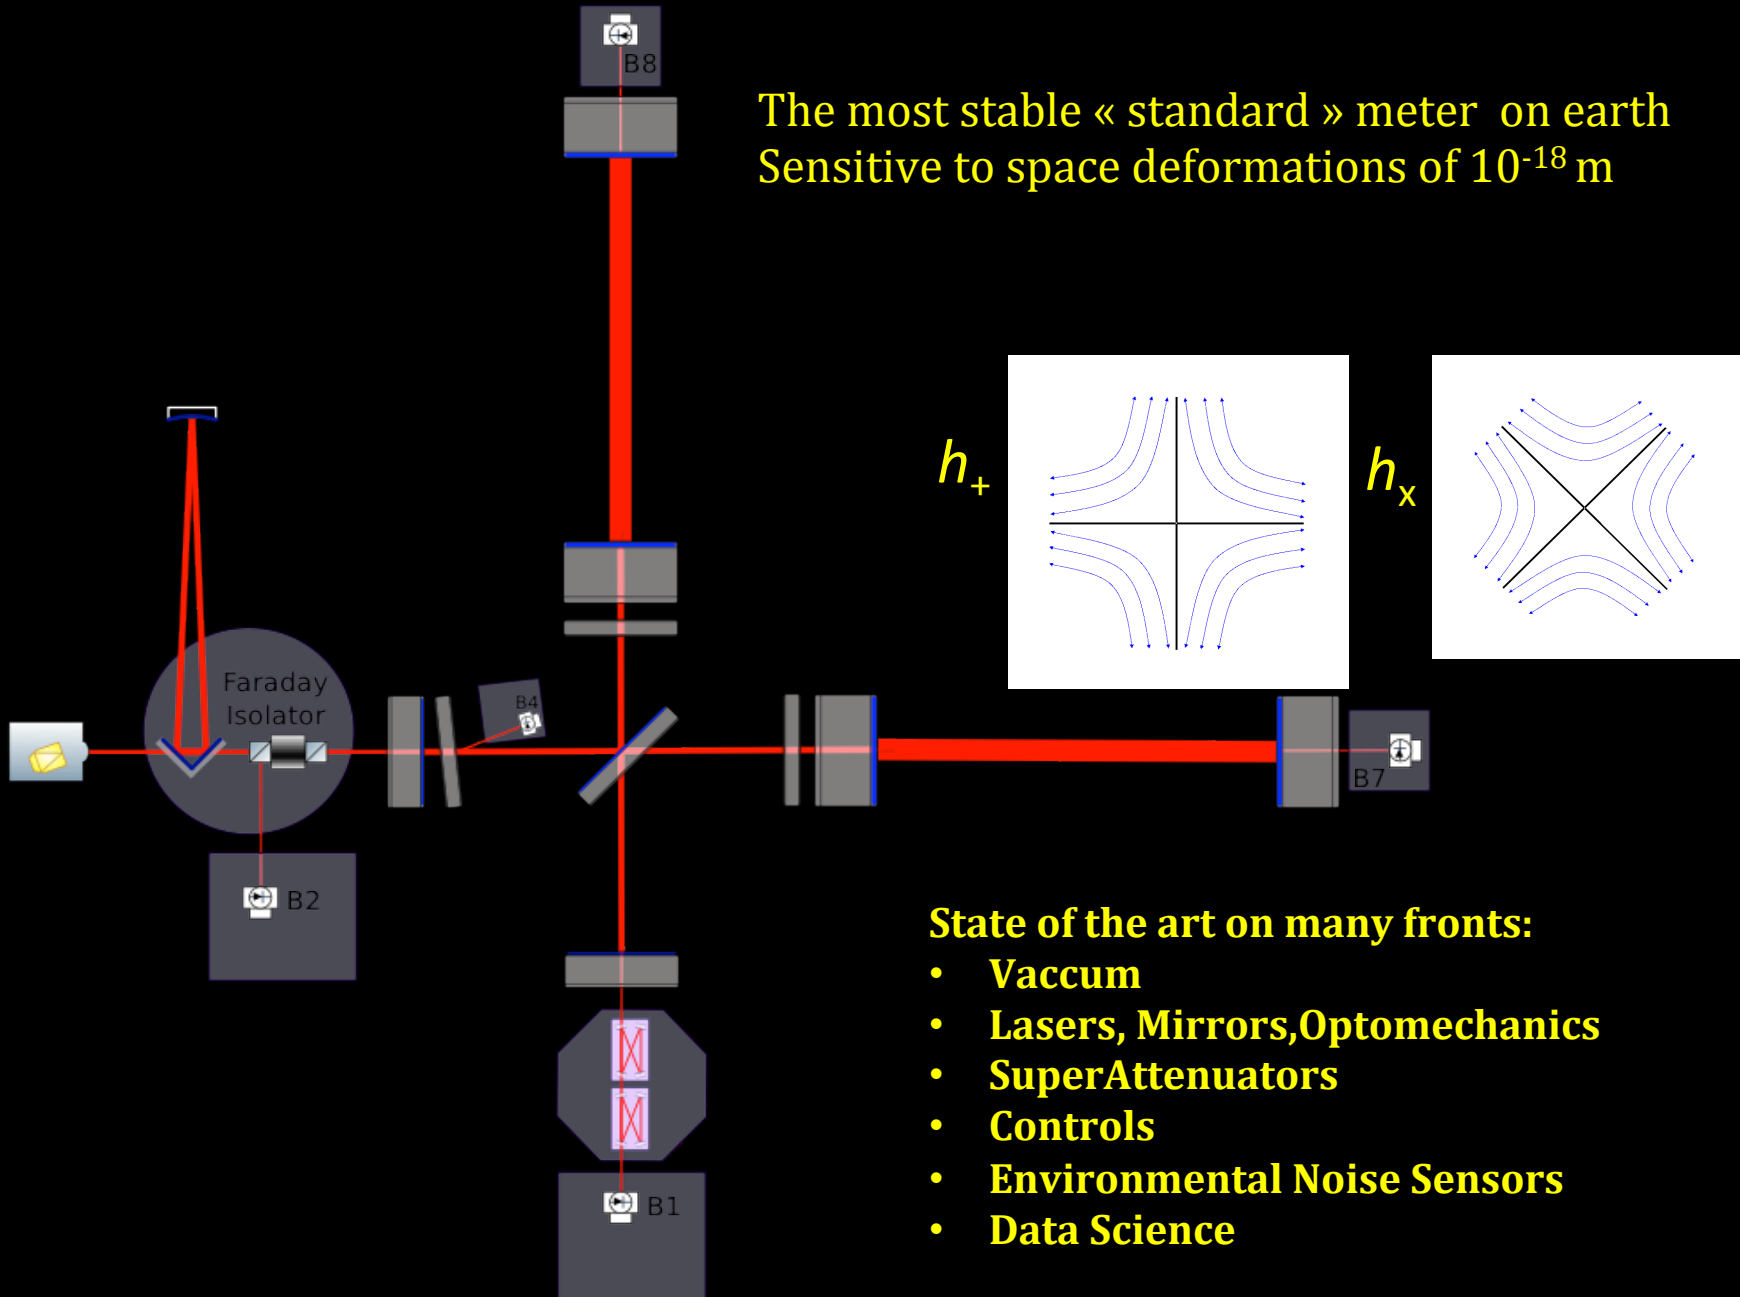 B8
The most stable « standard » meter on earth
Sensitive to space deformations of 10⁻¹⁸ m
h₊
hₓ
Faraday
Isolator
B4
B7
B2
B1
State of the art on many fronts:
• Vaccum
• Lasers, Mirrors,Optomechanics
• SuperAttenuators
• Controls
• Environmental Noise Sensors
• Data Science